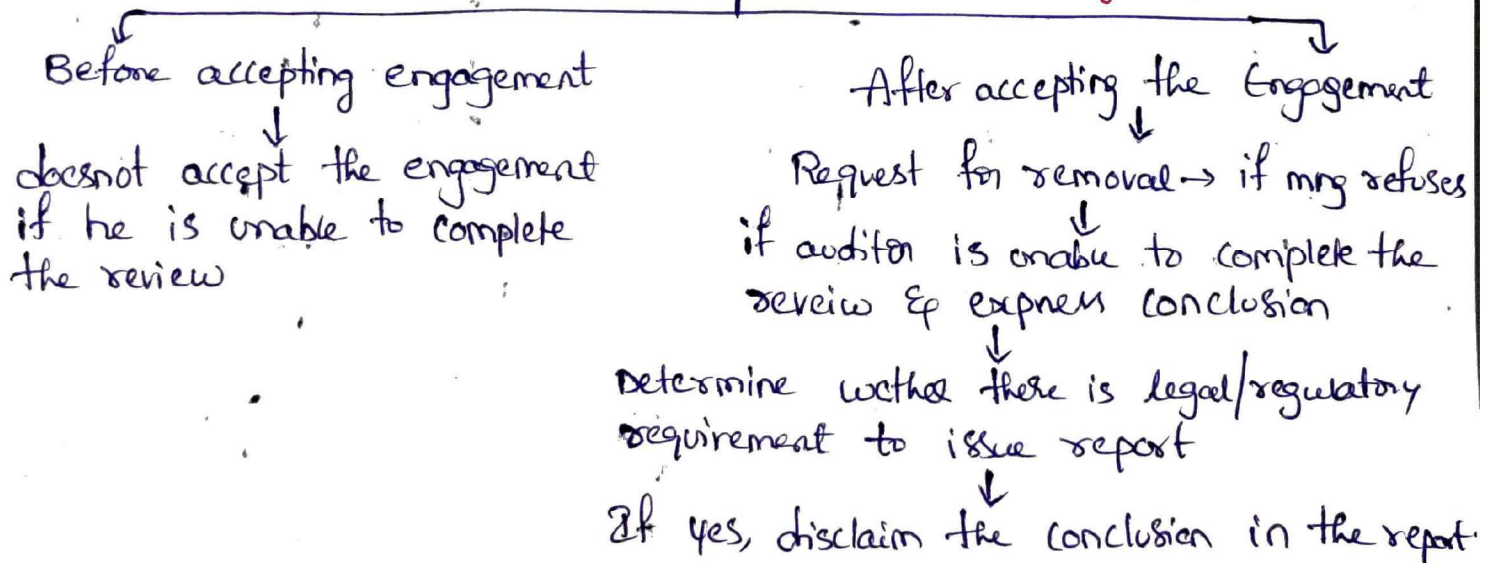 Before accepting engagement
↓
doesnot accept the engagement
if he is unable to complete
the review
After accepting the Engagement
↓
Request for removal → if mng refuses
↓
if auditor is unable to complete the
reveiw & express conclusion
↓
Determine wether there is legal/regulatory
requirement to issue report
↓
If yes, disclaim the conclusion in the report.